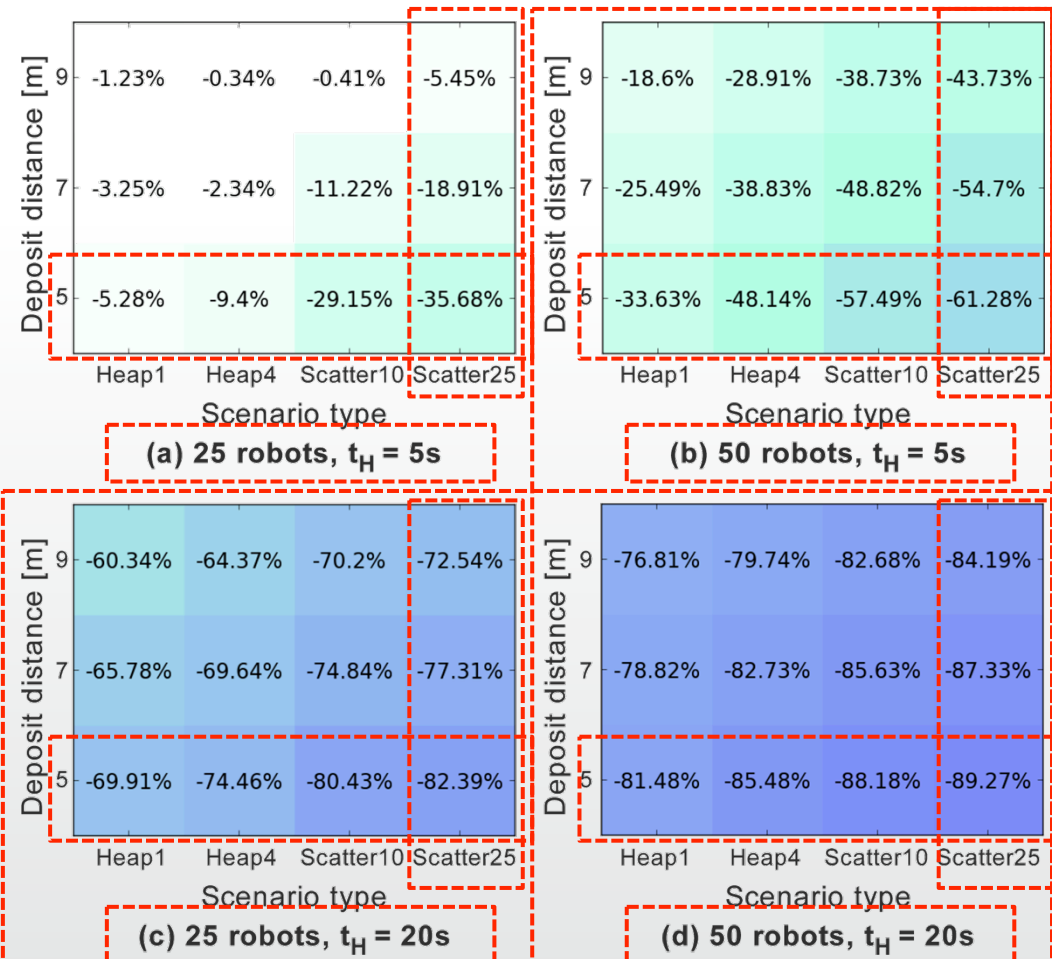 Deposit distance [m]
9 -1.23% -0.34% -0.41% -5.45%
7 -3.25% -2.34% -11.22% -18.91%
5 -5.28% -9.4% -29.15% -35.68%
Heap1 Heap4 Scatter10 Scatter25
Scenario type
(a) 25 robots, t_H = 5s
Deposit distance [m]
9 -18.6% -28.91% -38.73% -43.73%
7 -25.49% -38.83% -48.82% -54.7%
5 -33.63% -48.14% -57.49% -61.28%
Heap1 Heap4 Scatter10 Scatter25
Scenario type
(b) 50 robots, t_H = 5s
Deposit distance [m]
9 -60.34% -64.37% -70.2% -72.54%
7 -65.78% -69.64% -74.84% -77.31%
5 -69.91% -74.46% -80.43% -82.39%
Heap1 Heap4 Scatter10 Scatter25
Scenario type
(c) 25 robots, t_H = 20s
Deposit distance [m]
9 -76.81% -79.74% -82.68% -84.19%
7 -78.82% -82.73% -85.63% -87.33%
5 -81.48% -85.48% -88.18% -89.27%
Heap1 Heap4 Scatter10 Scatter25
Scenario type
(d) 50 robots, t_H = 20s